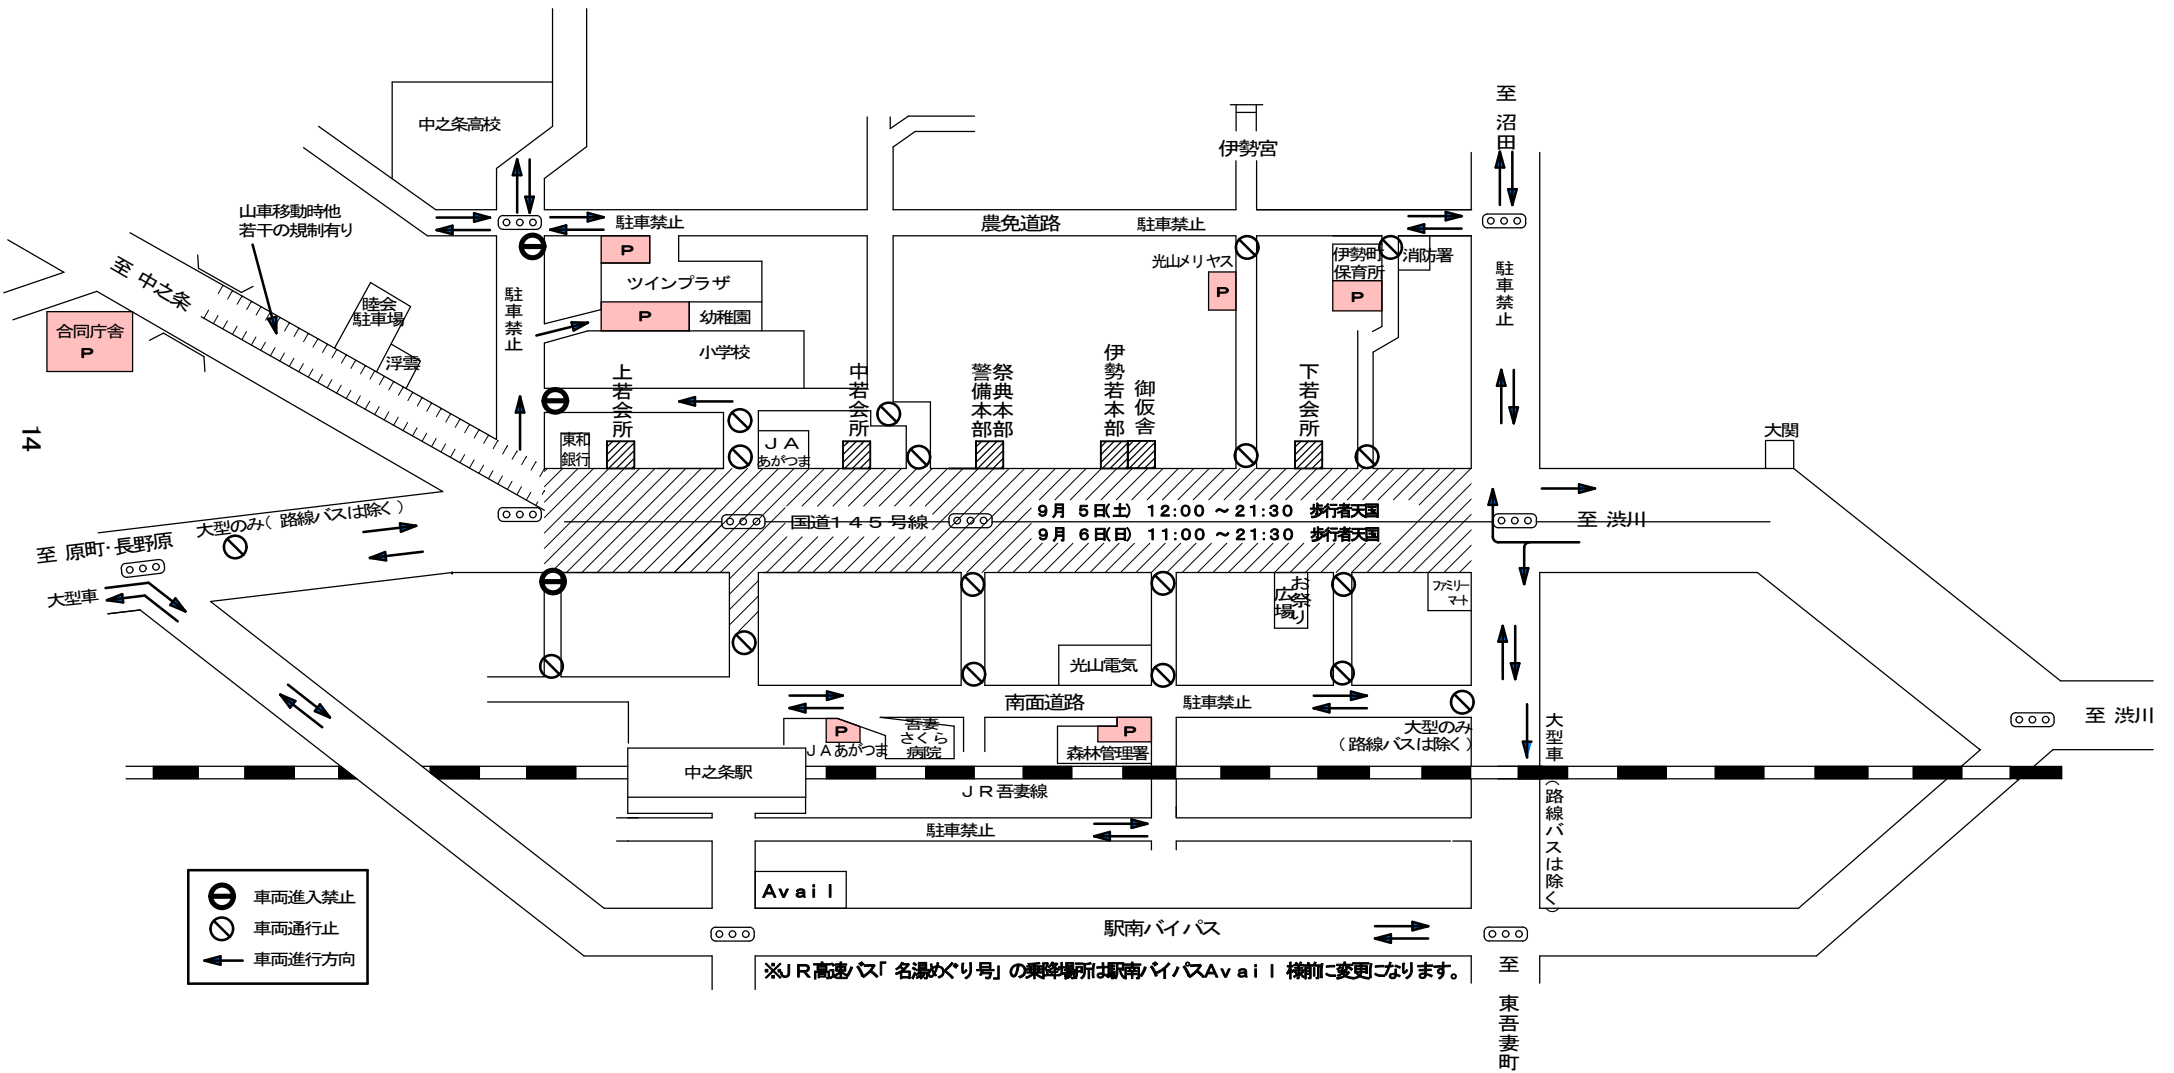 至 沼田
中之条高校
伊勢宮
山車移動時他
若干の規制有り
駐車禁止
農免道路
駐車禁止
至 中之条
P
ツインプラザ
光山メリヤス
伊勢町
保育所
消防署
駐車禁止
駐車禁止
睦会
駐車場
P
幼稚園
P
P
合同庁舎
P
小学校
浮雲
上若会所
中若会所
警備本部
祭典本部
伊勢若本部
御仮舎
下若会所
14
東和
銀行
JA
あがつま
大関
9月 5日(土) 12:00 ~21:30 歩行者天国
国道145号線
9月 6日(日) 11:00 ~21:30 歩行者天国
至 渋川
大型のみ(路線バスは除く)
至 原町・長野原
大型車
お祭り
広場
ファミリー
マート
光山電気
南面道路
駐車禁止
大型のみ
(路線バスは除く)
大型車(路線バスは除く)
至 渋川
P
JAあがつま
吾妻
さくら
病院
P
森林管理署
中之条駅
JR吾妻線
駐車禁止
Avail
車両進入禁止
車両通行止
車両進行方向
駅南バイパス
※JR高速バス「名湯めぐり号」の乗降場所は駅南バイパスAvail様前に変更になります。
至 東吾妻町